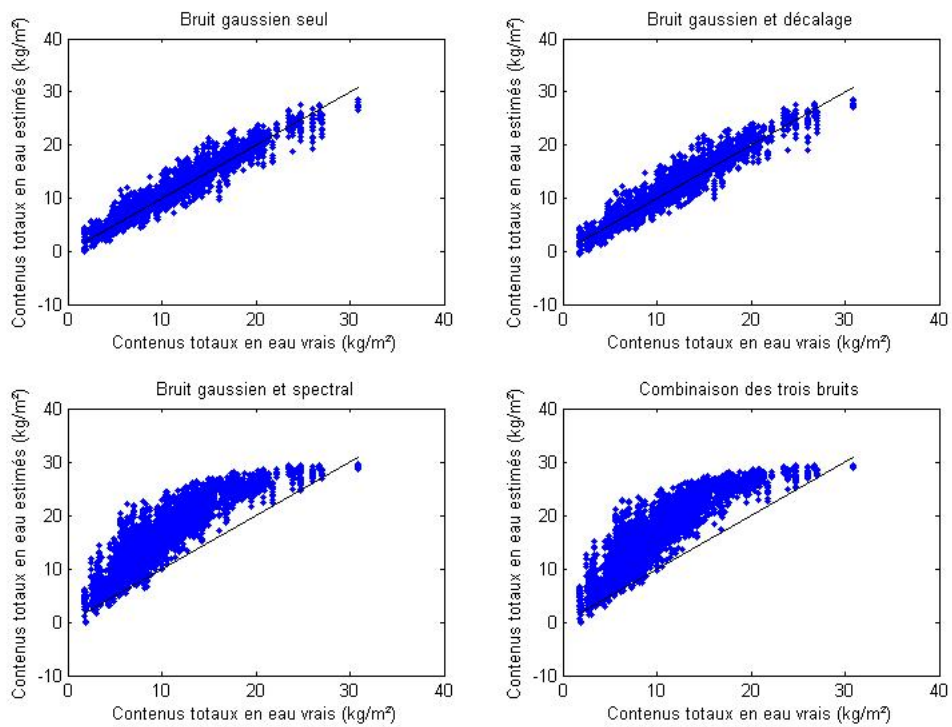 Bruit gaussien seul
40
30
20
10
0
-10
0 10 20 30 40
Contenus totaux en eau estimés (kg/m²)
Contenus totaux en eau vrais (kg/m²)
Bruit gaussien et décalage
40
30
20
10
0
-10
0 10 20 30 40
Contenus totaux en eau estimés (kg/m²)
Contenus totaux en eau vrais (kg/m²)
Bruit gaussien et spectral
40
30
20
10
0
-10
0 10 20 30 40
Contenus totaux en eau estimés (kg/m²)
Contenus totaux en eau vrais (kg/m²)
Combinaison des trois bruits
40
30
20
10
0
-10
0 10 20 30 40
Contenus totaux en eau estimés (kg/m²)
Contenus totaux en eau vrais (kg/m²)